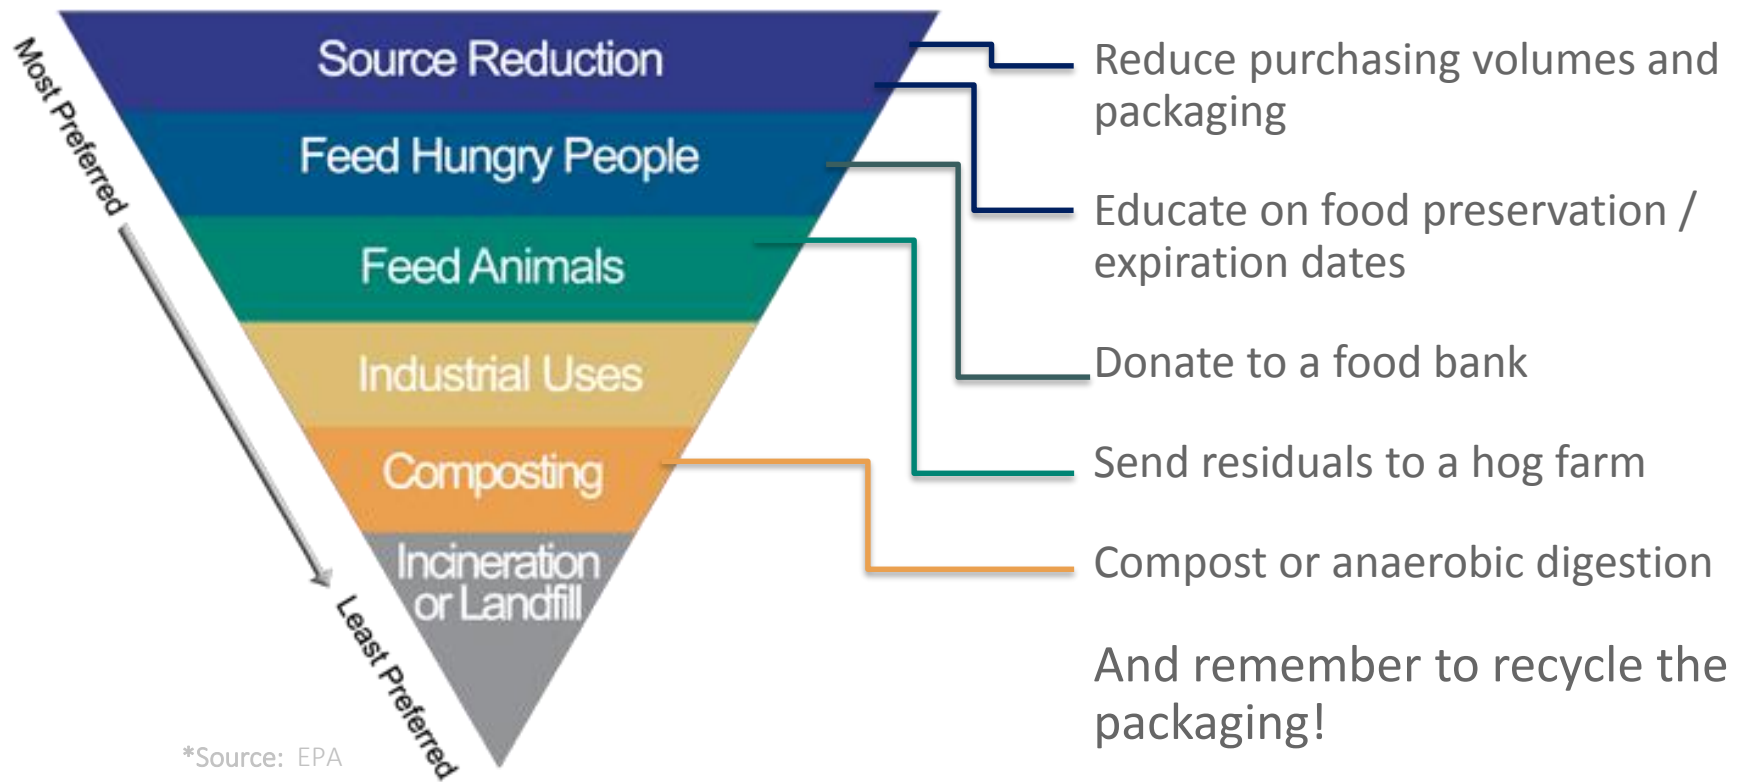 Most Preferred
Source Reduction
Feed Hungry People
Feed Animals
Industrial Uses
Composting
Incineration
or Landfill
Least Preferred
*Source: EPA
Reduce purchasing volumes and
packaging
Educate on food preservation /
expiration dates
Donate to a food bank
Send residuals to a hog farm
Compost or anaerobic digestion
And remember to recycle the
packaging!